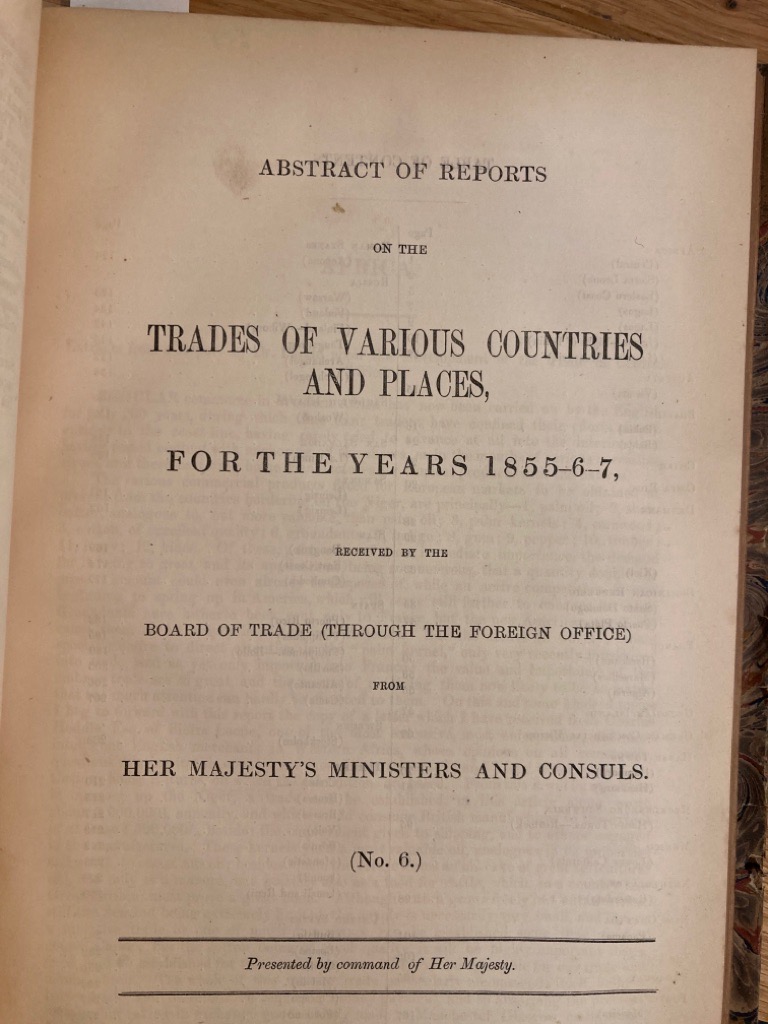 ABSTRACT OF REPORTS
ON THE
TRADES OF VARIOUS COUNTRIES
AND PLACES,
FOR THE YEARS 1855-6-7,
RECEIVED BY THE
BOARD OF TRADE (THROUGH THE FOREIGN OFFICE)
FROM
HER MAJESTY'S MINISTERS AND CONSULS.
(No. 6.)
Presented by command of Her Majesty.